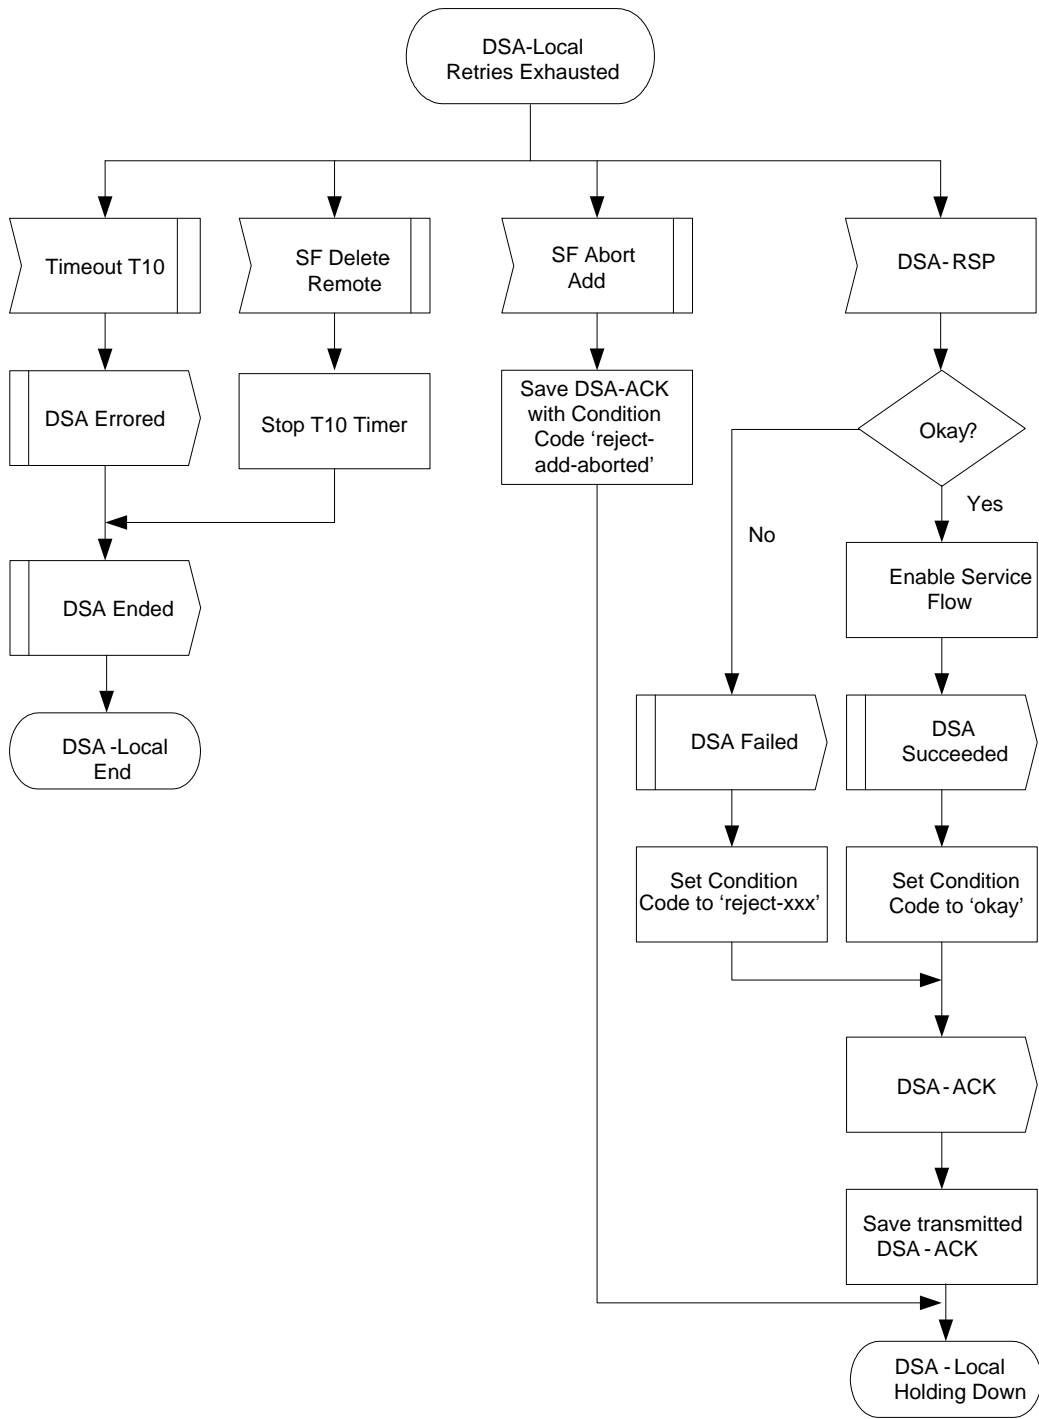 DSA-Local
Retries Exhausted
Timeout T10
SF Delete
Remote
SF Abort
Add
DSA- RSP
DSA Errored
Stop T10 Timer
Save DSA-ACK
with Condition
Code ‘reject-
add-aborted’
Okay?
Yes
No
DSA Ended
Enable Service
Flow
DSA -Local
End
DSA Failed
DSA
Succeeded
Set Condition
Code to ‘reject-xxx’
Set Condition
Code to ‘okay’
DSA - ACK
Save transmitted
DSA - ACK
DSA - Local
Holding Down